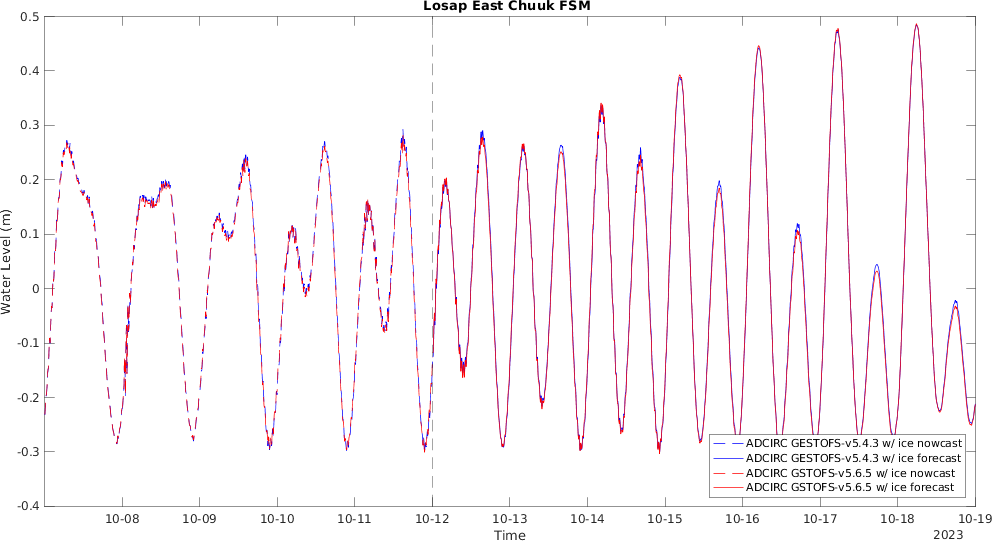 Losap East Chuuk FSM
0.5
0.4
0.3
0.2
0.1
0
-0.1
-0.2
-0.3
-0.4
Water Level (m)
ADCIRC GESTOFS-v5.4.3 w/ ice nowcast
ADCIRC GESTOFS-v5.4.3 w/ ice forecast
ADCIRC GSTOFS-v5.6.5 w/ ice nowcast
ADCIRC GSTOFS-v5.6.5 w/ ice forecast
10-08 10-09 10-10 10-11 10-12 10-13 10-14 10-15 10-16 10-17 10-18 10-19
Time
2023